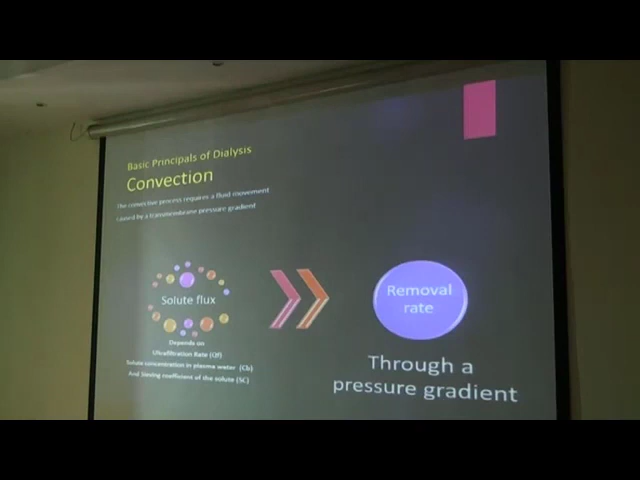 Basic Principals of Dialysis
Convection
The convective process requires a fluid movement
caused by a transmembrane pressure gradient
Solute flux
Depends on
Ultrafiltration Rate (Qf)
Solute concentration in plasma water (Cb)
And Sieving coefficient of the solute (SC)
Removal
rate
Through a
pressure gradient